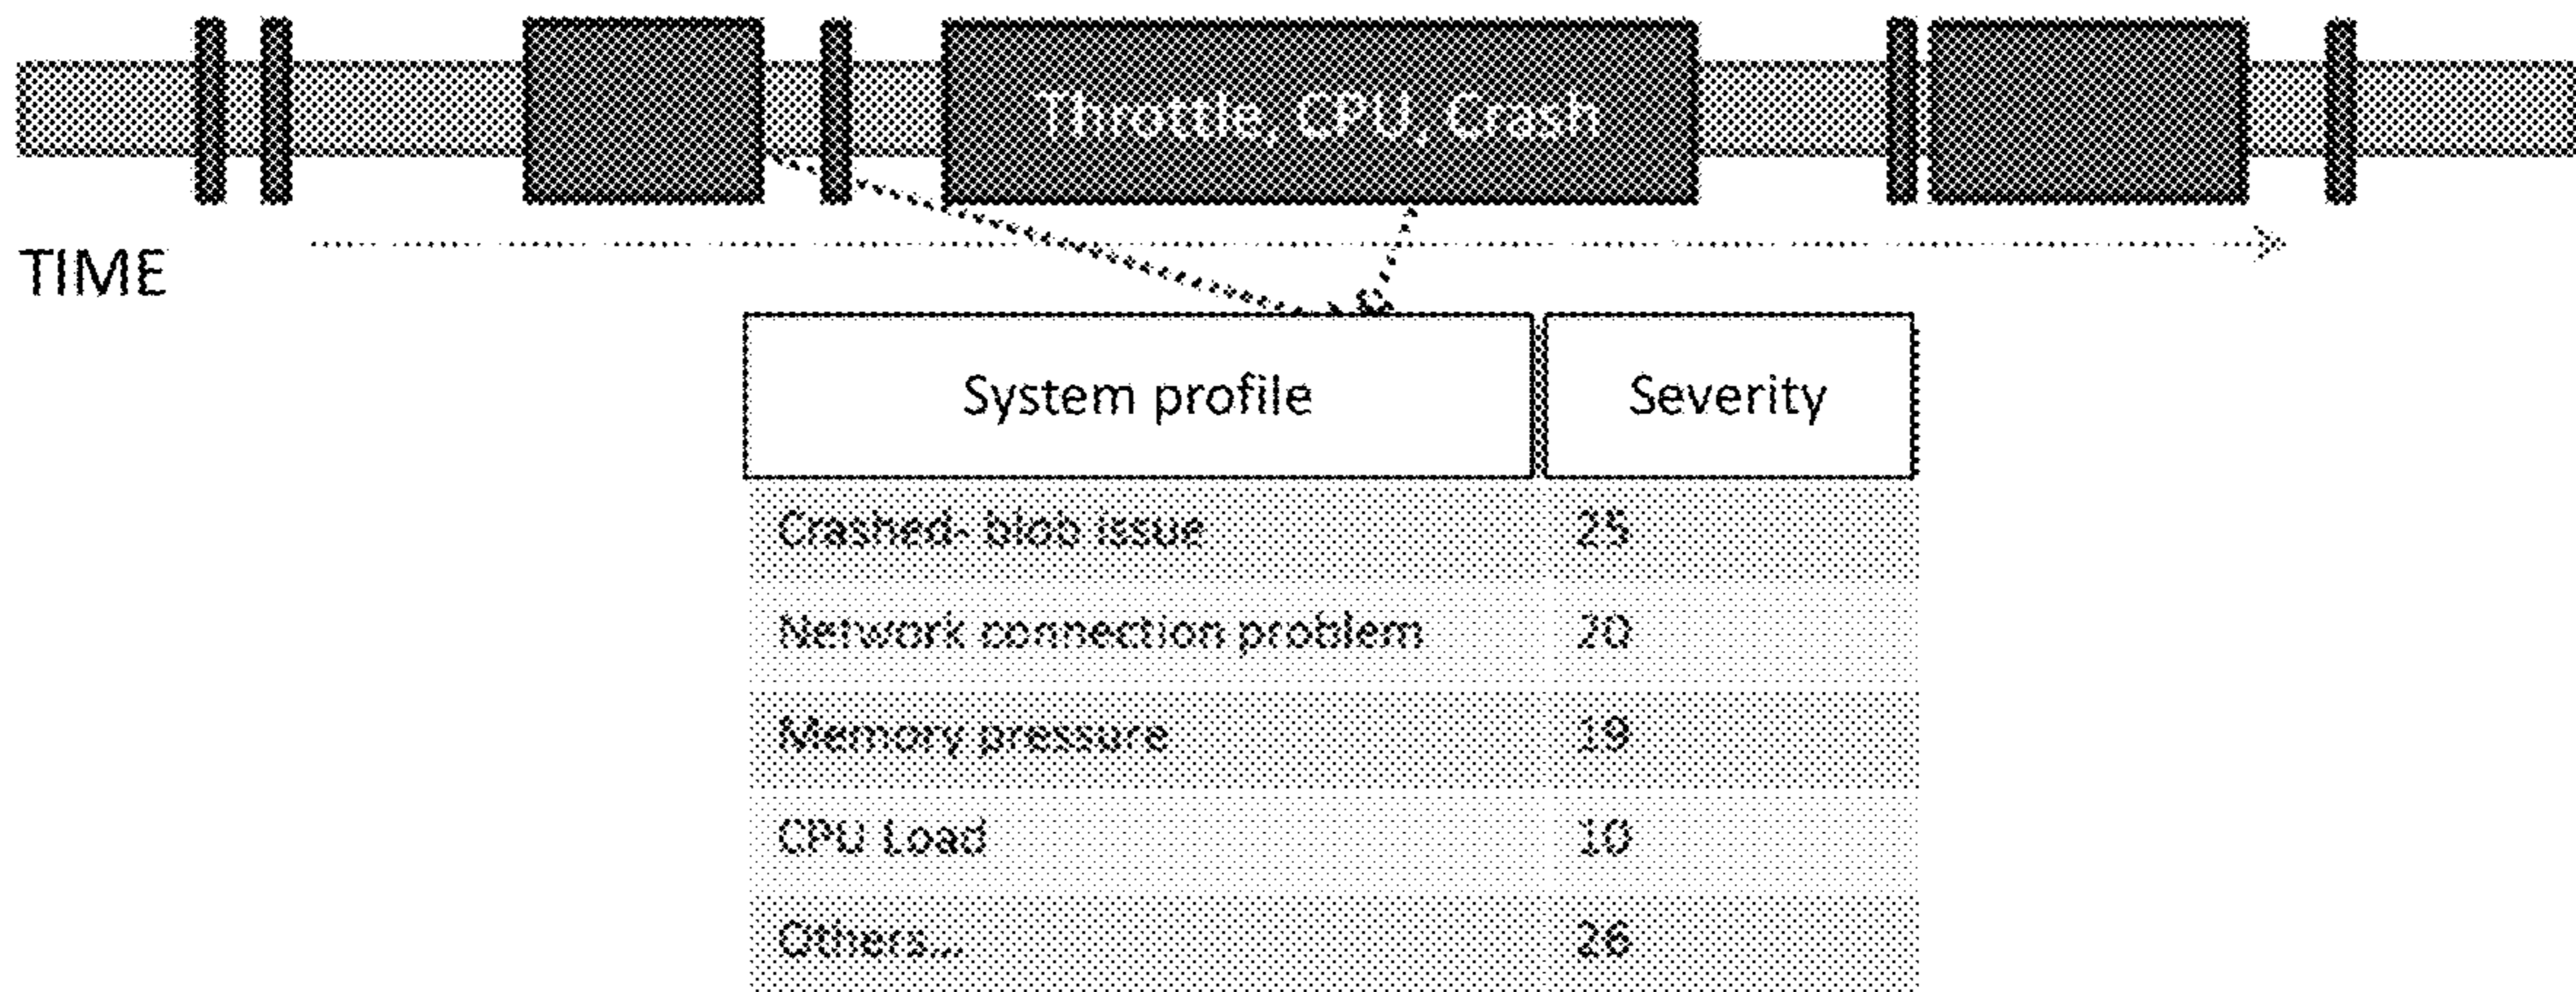 Throttle, CPU, Crash
TIME
System profile Severity
Crashed- blob issue 25
Network connection problem 20
Memory pressure 19
CPU Load 10
Others... 26